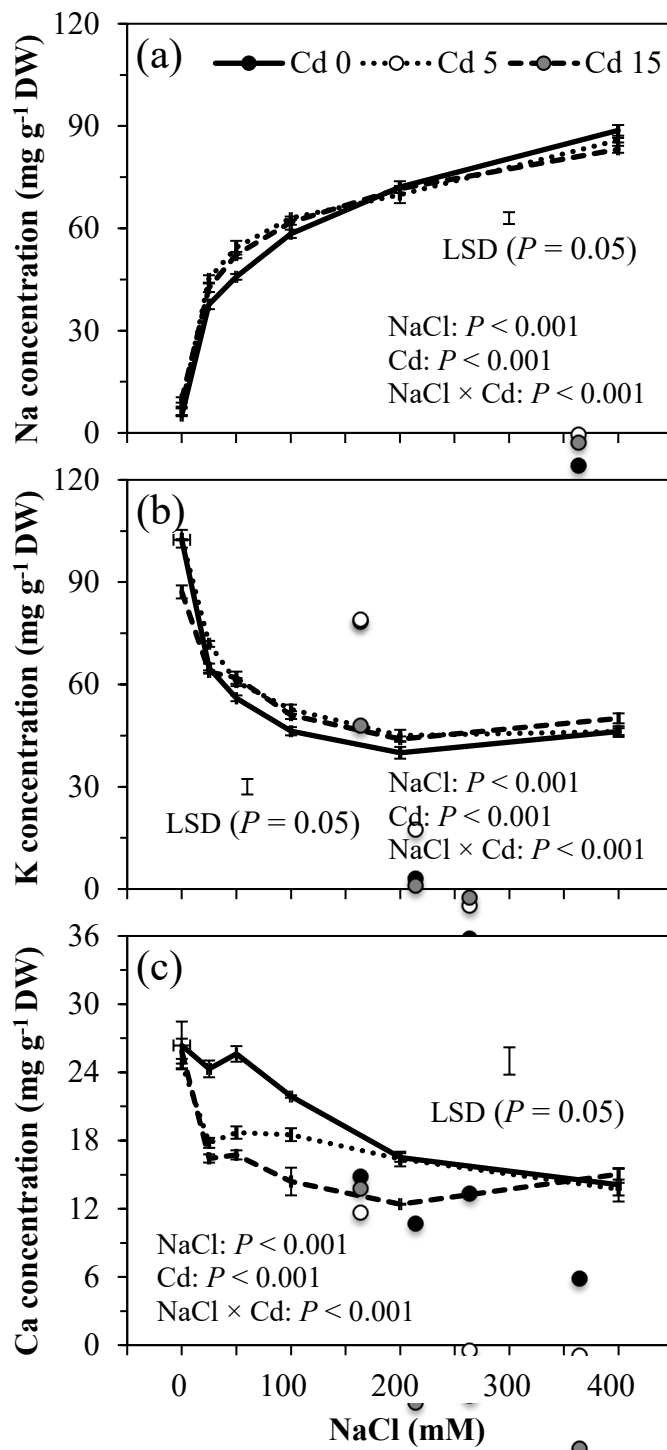 (a) Cd 0 Cd 5 Cd 15
120
90
60
30
0
Na concentration (mg g-1 DW)
LSD (P = 0.05)
NaCl: P < 0.001
Cd: P < 0.001
NaCl × Cd: P < 0.001
(b)
120
90
60
30
0
K concentration (mg g-1 DW)
LSD (P = 0.05)
NaCl: P < 0.001
Cd: P < 0.001
NaCl × Cd: P < 0.001
(c)
36
30
24
18
12
6
0
Ca concentration (mg g-1 DW)
LSD (P = 0.05)
NaCl: P < 0.001
Cd: P < 0.001
NaCl × Cd: P < 0.001
0 100 200 300 400
NaCl (mM)